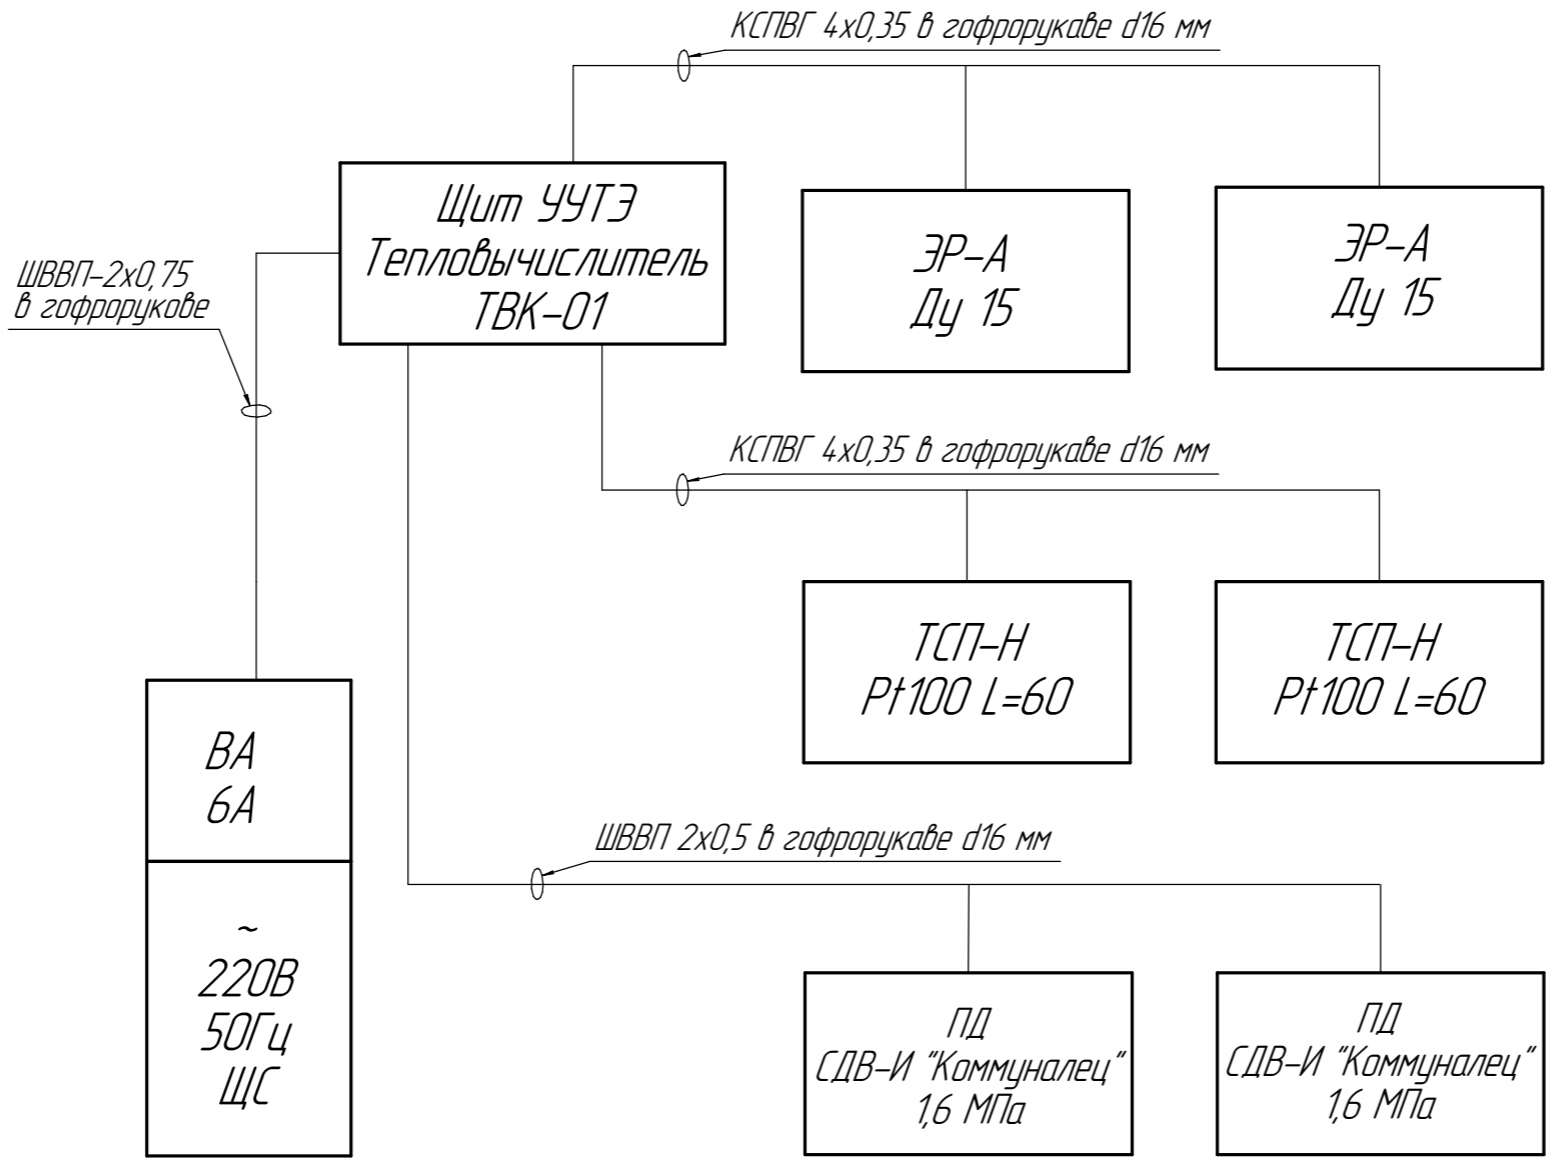 КСПВГ 4х0,35 в гофрорукаве d16 мм
Щит УУТЭ
Тепловычислитель
ТВК-01
ЭР-А
Ду 15
ЭР-А
Ду 15
ШВВП-2х0,75
в гофрорукове
КСПВГ 4х0,35 в гофрорукаве d16 мм
ТСП-Н
Pt100 L=60
ТСП-Н
Pt100 L=60
ВА
6А
~
220В
50Гц
ЩС
ШВВП 2х0,5 в гофрорукаве d16 мм
ПД
СДВ-И "Коммуналец"
1,6 МПа
ПД
СДВ-И "Коммуналец"
1,6 МПа